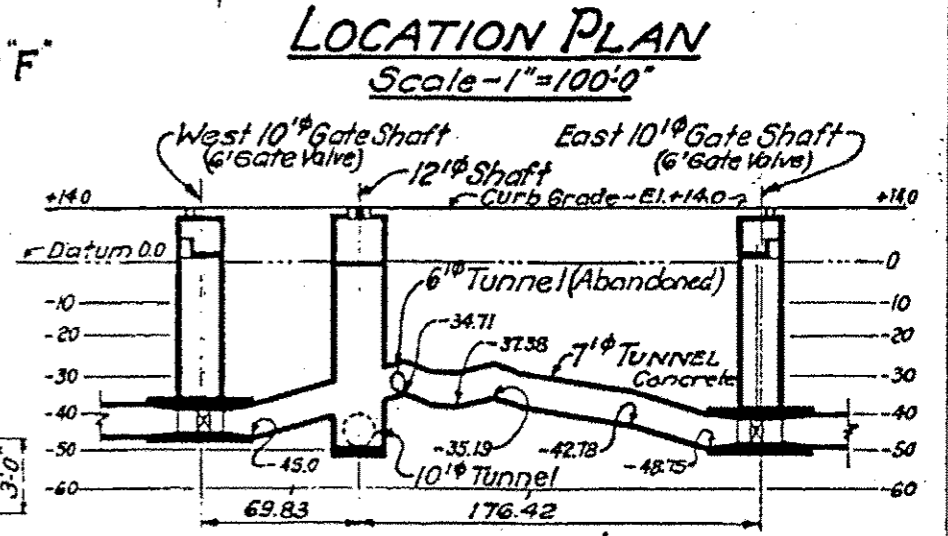 LOCATION PLAN
"F"
Scale-1"=100'-0"
West 10'φ Gate Shaft
(6' Gate Valve)
East 10'φ Gate Shaft
(6' Gate Valve)
12'φ Shaft
+14.0
Curb Grade-El.+14.0
+14.0
Datum 0.0
0
6'φ Tunnel (Abandoned)
-10
-10
-34.71
-20
-20
-37.38
7'φ TUNNEL
Concrete
-30
-30
-40
-40
-45.0
-35.19
-42.78
-48.75
-50
-50
3'-0"
10'φ Tunnel
-60
-60
69.83
176.42